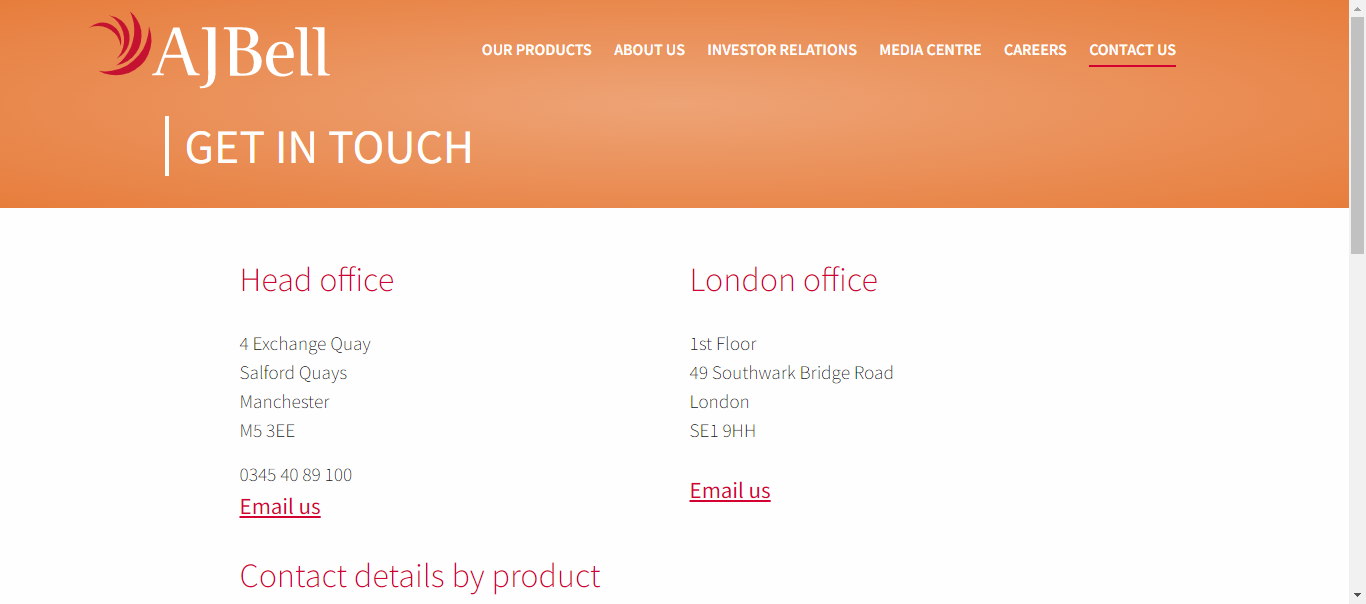 AJBell
OUR PRODUCTS ABOUT US INVESTOR RELATIONS MEDIA CENTRE CAREERS CONTACT US
GET IN TOUCH
Head office
4 Exchange Quay
Salford Quays
Manchester
M5 3EE
0345 40 89 100
Email us
London office
1st Floor
49 Southwark Bridge Road
London
SE1 9HH
Email us
Contact details by product